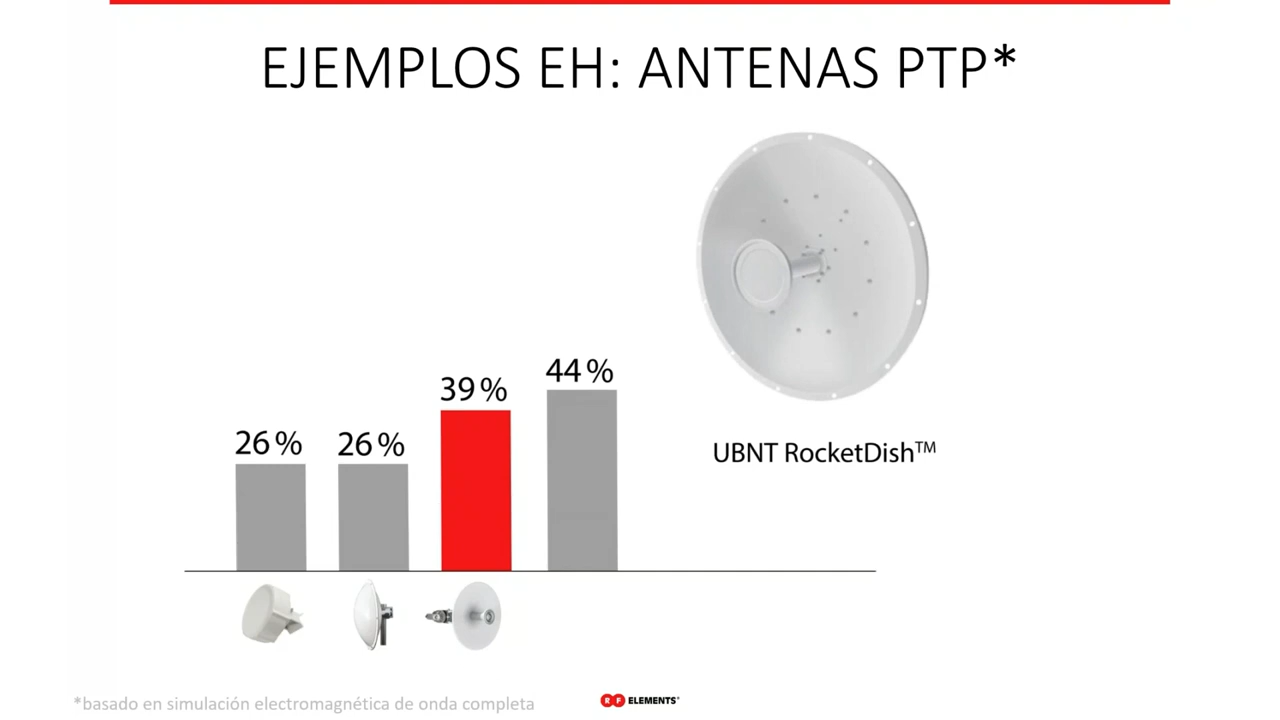 EJEMPLOS EH: ANTENAS PTP*
44 %
39 %
26 %
26 %
UBNT RocketDish™
*basado en simulación electromagnética de onda completa
RF ELEMENTS®